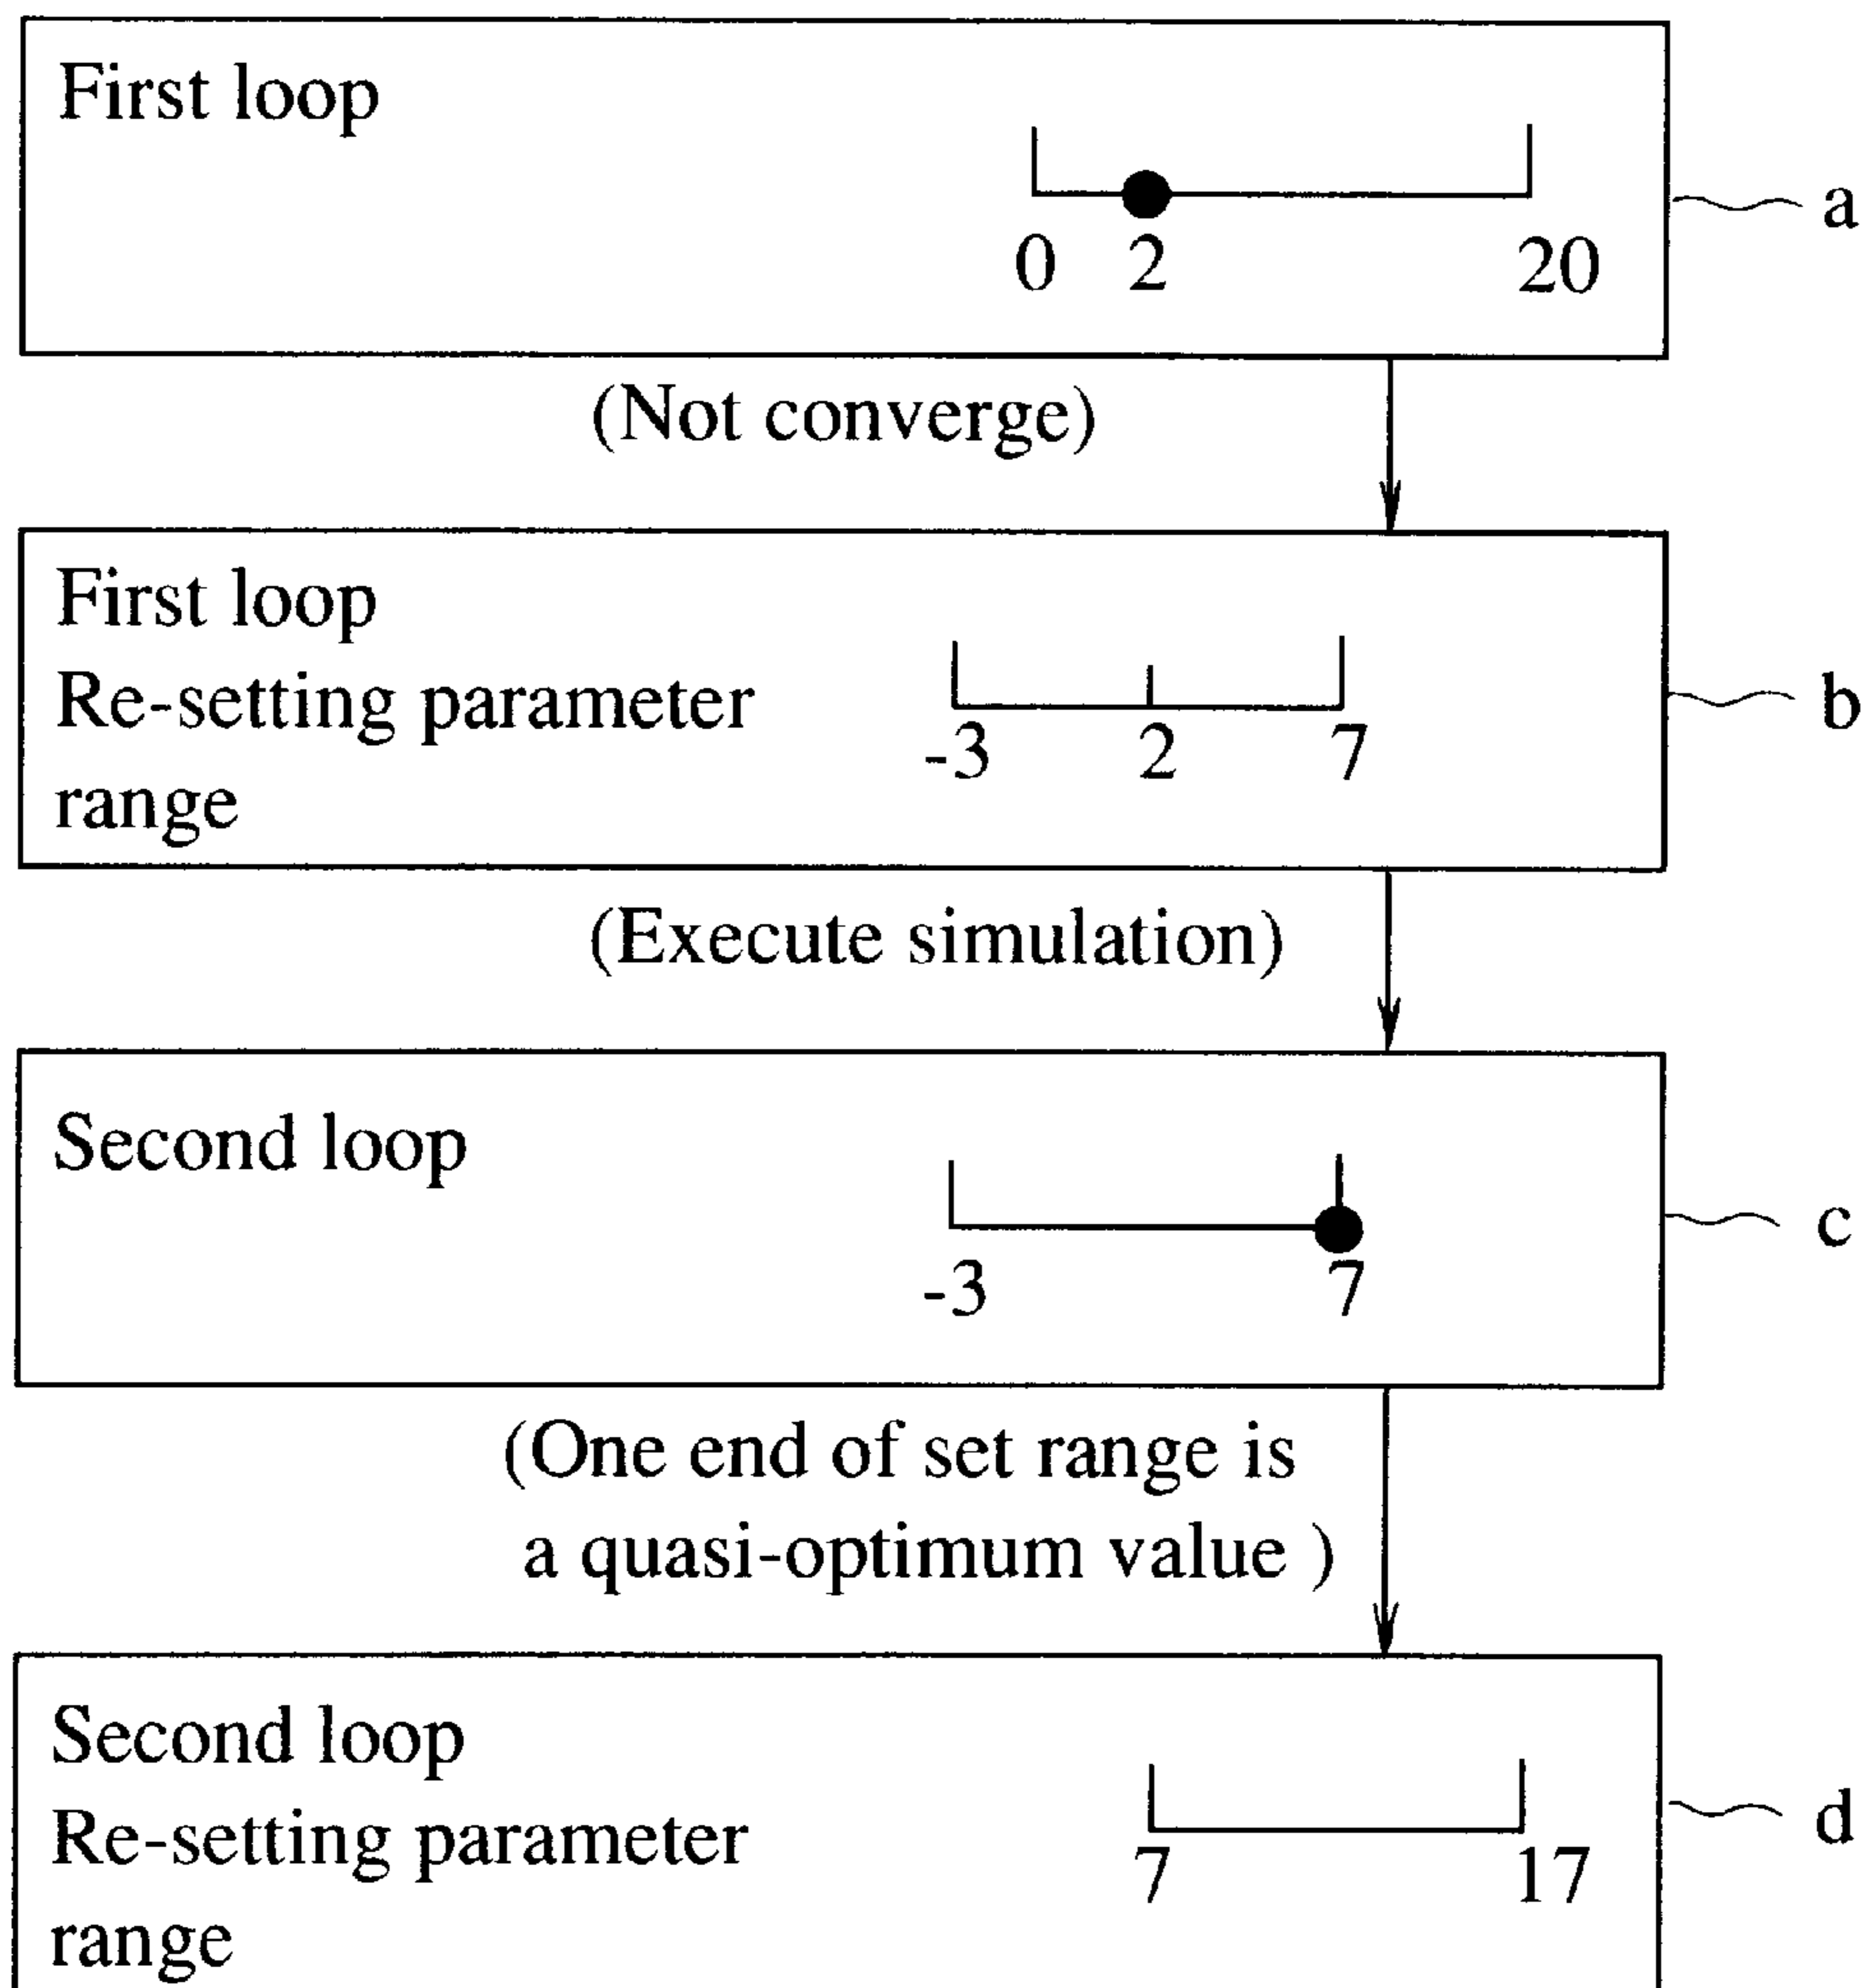 First loop
0 2 20
a
(Not converge)
First loop
Re-setting parameter
range
-3 2 7
b
(Execute simulation)
Second loop
-3 7
c
(One end of set range is
a quasi-optimum value )
Second loop
Re-setting parameter
range
7 17
d